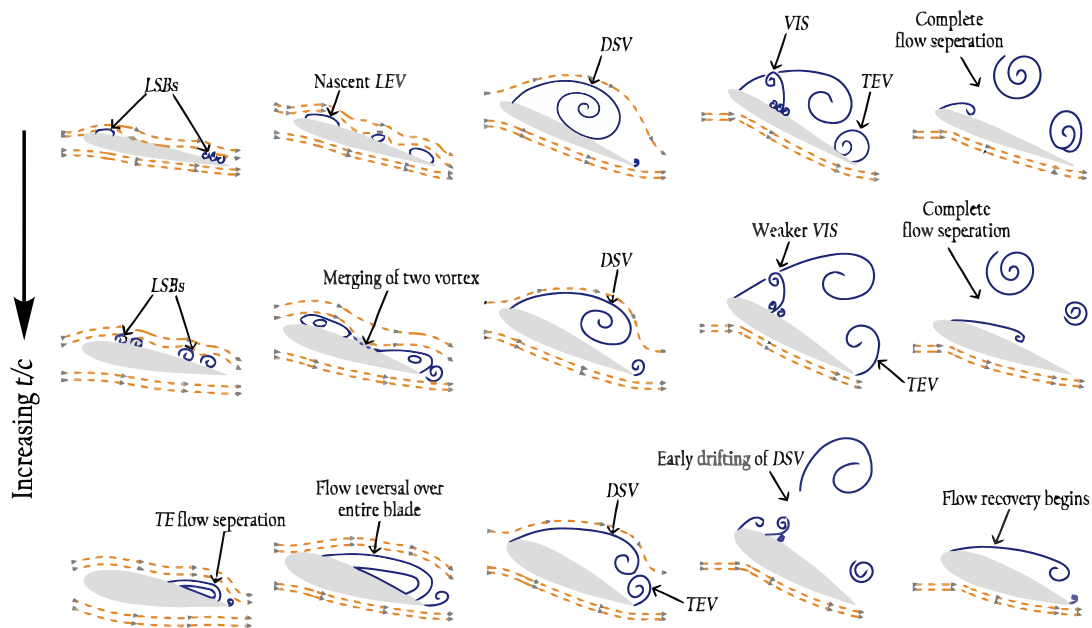 LSBs
Nascent LEV
DSV
VIS
TEV
Complete
flow seperation
Increasing t/c
LSBs
Merging of two vortex
DSV
Weaker VIS
TEV
Complete
flow seperation
TE flow seperation
Flow reversal over
entire blade
DSV
TEV
Early drifting of DSV
Flow recovery begins